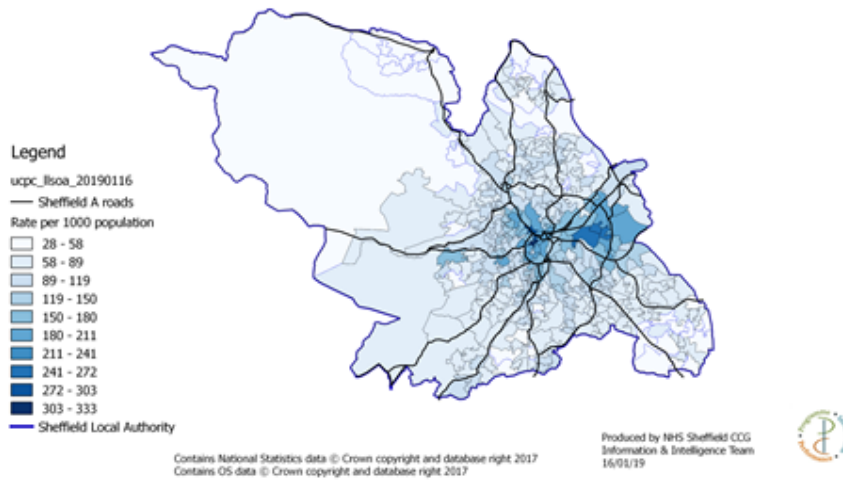 Legend
ucpc_llsoa_20190116
Sheffield A roads
Rate per 1000 population
28 - 58
58 - 89
89 - 119
119 - 150
150 - 180
180 - 211
211 - 241
241 - 272
272 - 303
303 - 333
Sheffield Local Authority
Contains National Statistics data © Crown copyright and database right 2017
Contains OS data © Crown copyright and database right 2017
Produced by NHS Sheffield CCG
Information & Intelligence Team
16/01/19